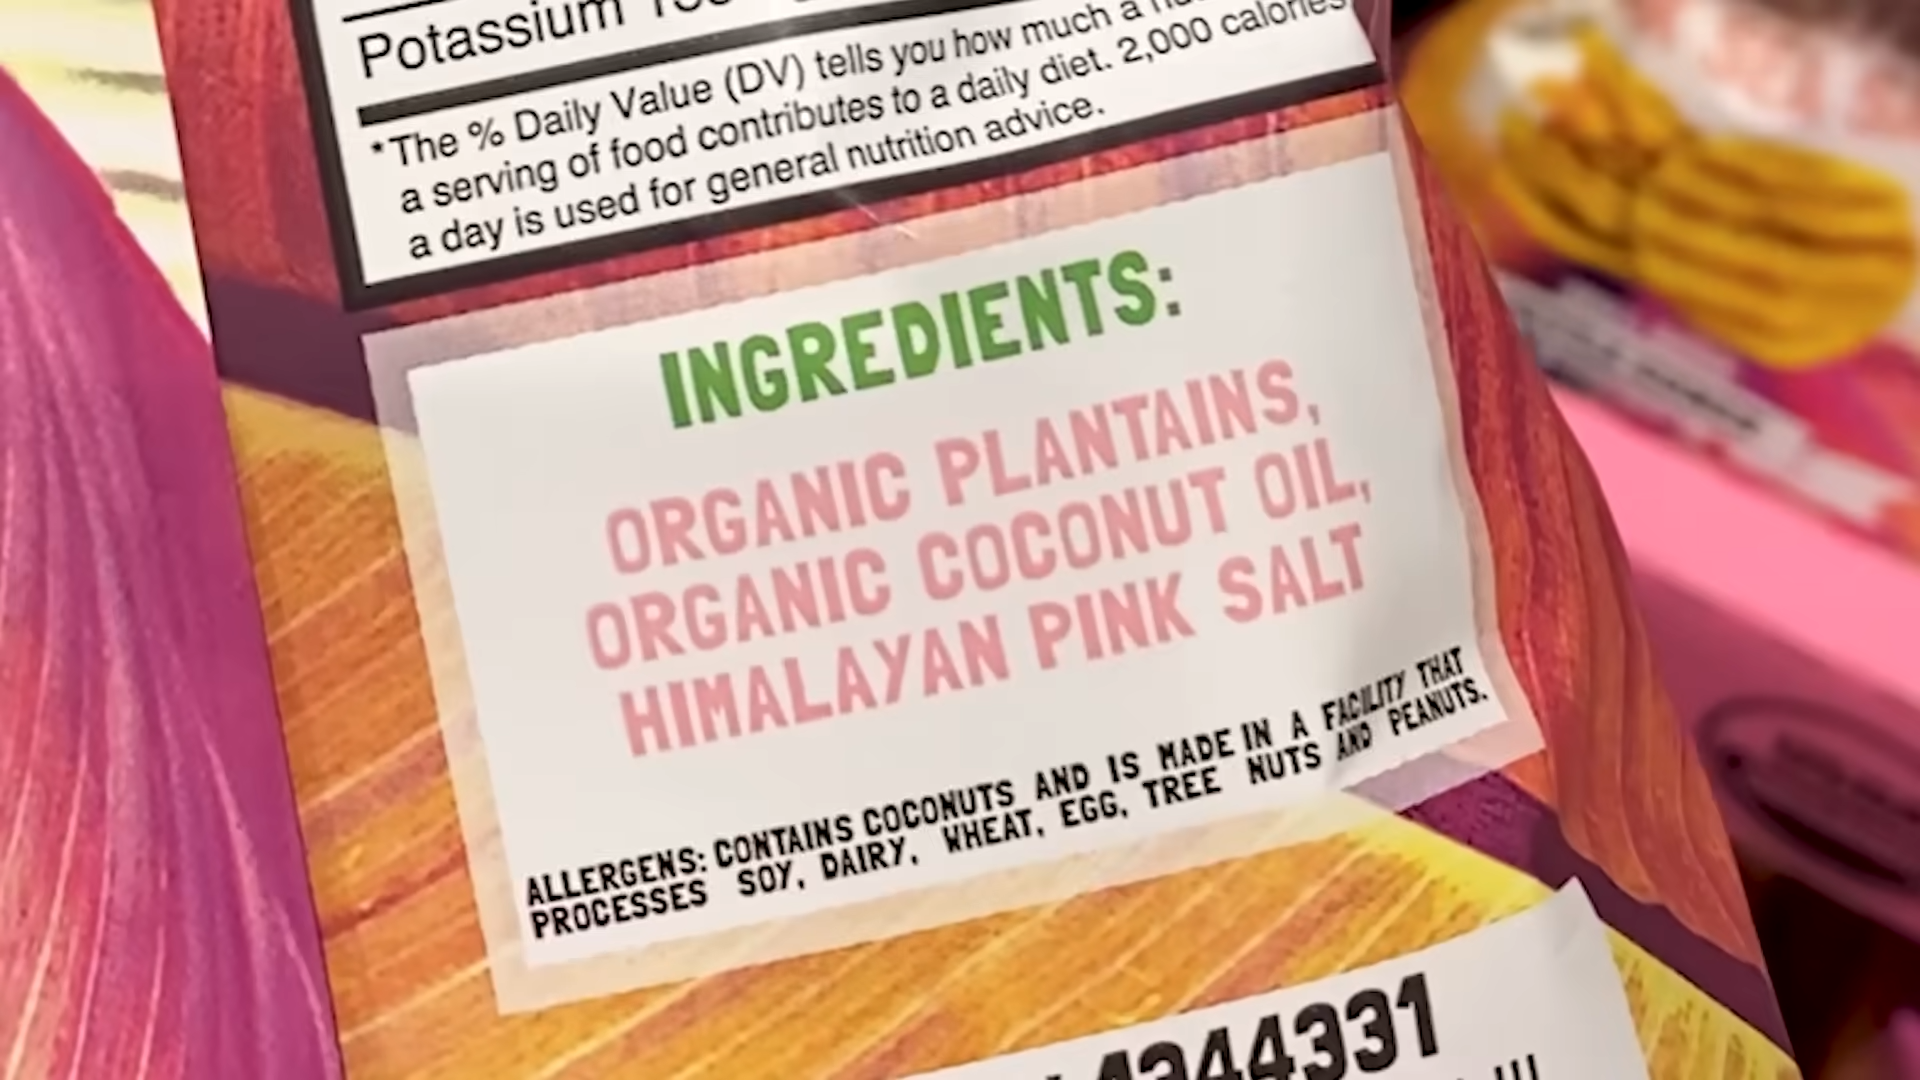 Potassium
*The % Daily Value (DV) tells you how much a
a serving of food contributes to a daily diet. 2,000 calories
a day is used for general nutrition advice.
INGREDIENTS:
ORGANIC PLANTAINS,
ORGANIC COCONUT OIL,
HIMALAYAN PINK SALT
ALLERGENS: CONTAINS COCONUTS AND IS MADE IN A FACILITY THAT
PROCESSES SOY, DAIRY, WHEAT, EGG, TREE NUTS AND PEANUTS.
4344331